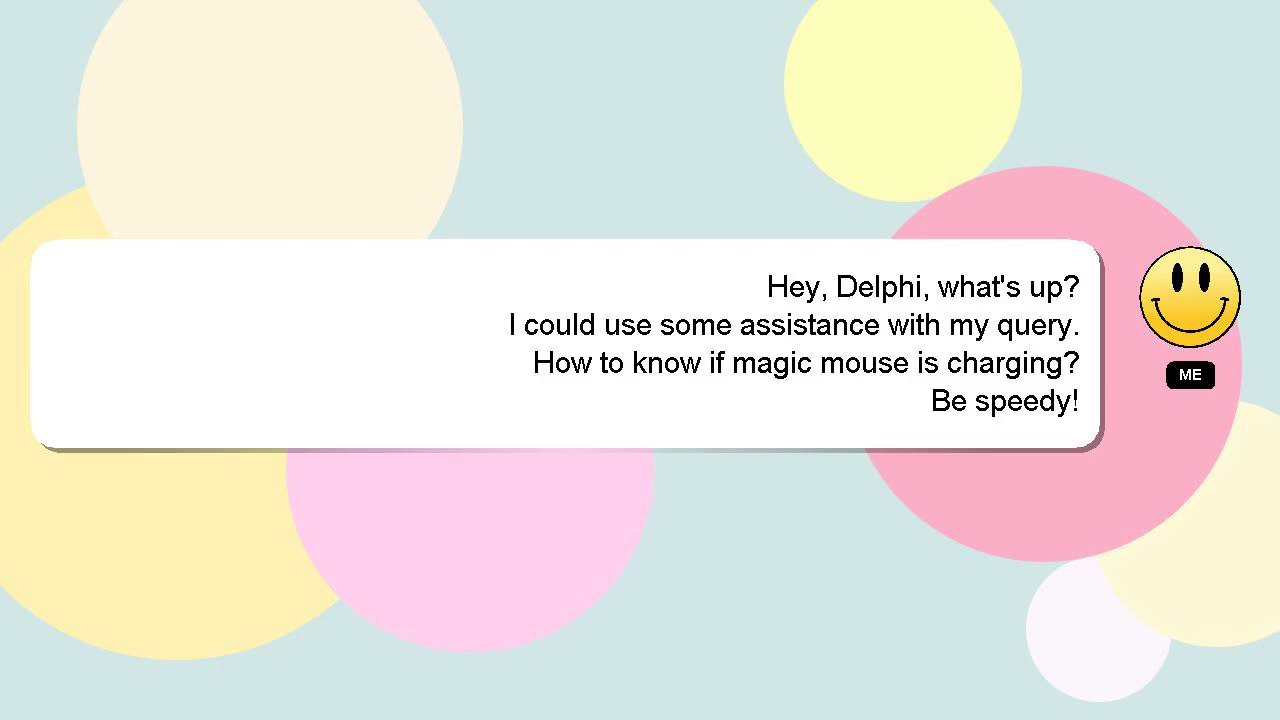 Hey, Delphi, what's up?
I could use some assistance with my query.
How to know if magic mouse is charging?
Be speedy!
ME